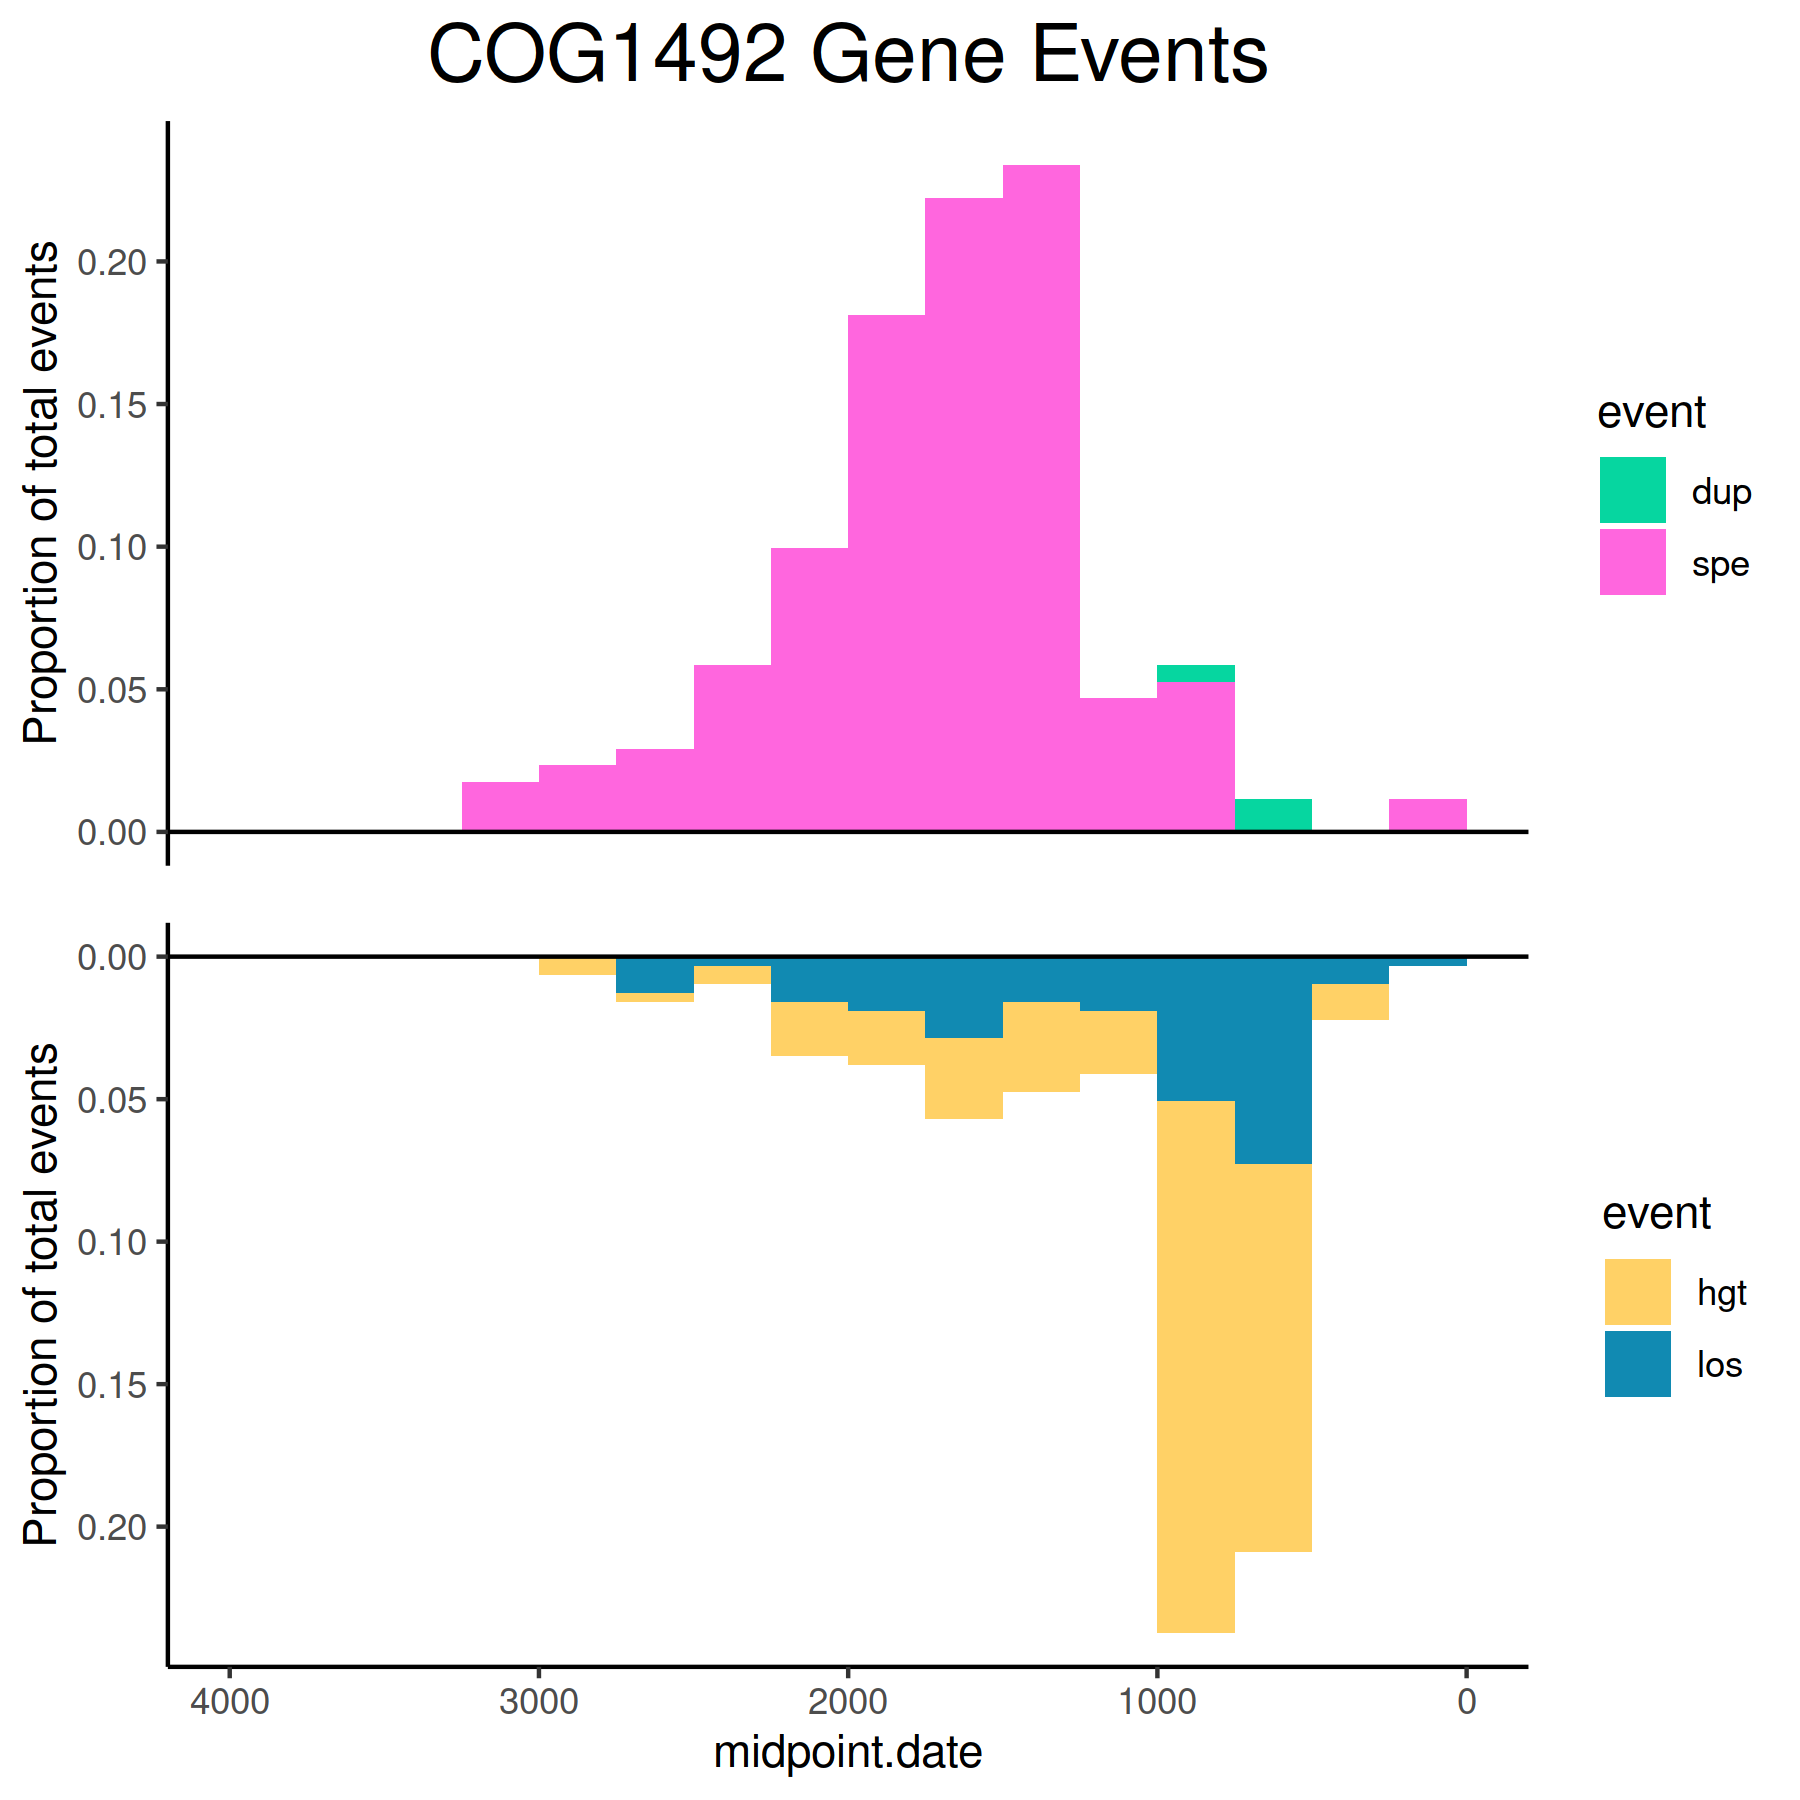 COG1492 Gene Events
Proportion of total events
0.20
0.15
0.10
0.05
0.00
event
dup
spe
Proportion of total events
0.00
0.05
0.10
0.15
0.20
event
hgt
los
4000 3000 2000 1000 0
midpoint.date